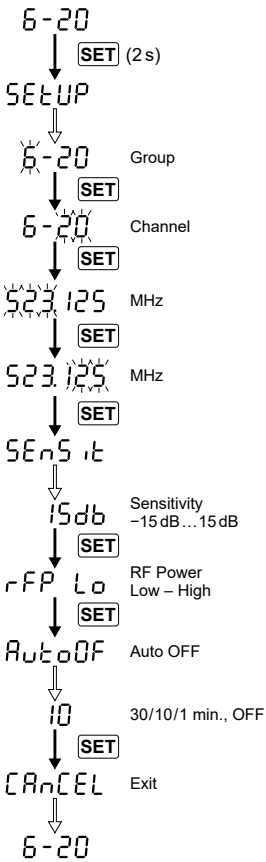 6-20
SET (2 s)
SEtUP
6-20 Group
SET
6-20 Channel
SET
523.125 MHz
SET
523.125 MHz
SET
SEnS it
15db Sensitivity
−15 dB…15 dB
SET
rFP Lo RF Power
Low – High
SET
AutoOF Auto OFF
10 30/10/1 min., OFF
SET
CAnCEL Exit
6-20